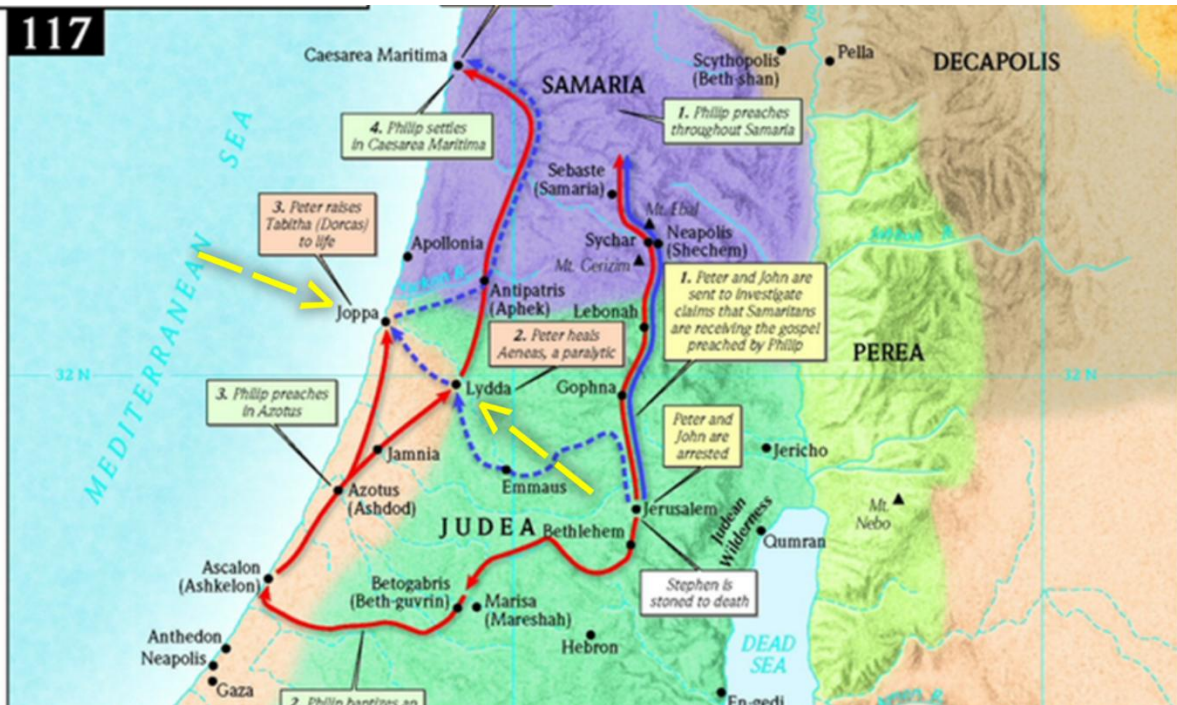 117
Caesarea Maritima
SAMARIA
Scythopolis
(Beth-shan)
Pella
DECAPOLIS
4. Philip settles
in Caesarea Maritima
1. Philip preaches
throughout Samaria
SEA
MEDITERRANEAN
Sebaste
(Samaria)
Mt. Ebal
3. Peter raises
Tabitha (Dorcas)
to life
Apollonia
Sychar
Neapolis
(Shechem)
Mt. Gerizim
Joppa
Antipatris
(Aphek)
Lebonah
1. Peter and John are
sent to investigate
claims that Samaritans
are receiving the gospel
preached by Philip
2. Peter heals
Aeneas, a paralytic
PEREA
32 N
32 N
Lydda
Gophna
3. Philip preaches
in Azotus
Peter and
John are
arrested
Jamnia
Jericho
Emmaus
Azotus
(Ashdod)
Mt.
Nebo
Jerusalem
JUDEA
Bethlehem
Judean
Wilderness
Qumran
Ascalon
(Ashkelon)
Betogabris
(Beth-guvrin)
Marisa
(Mareshah)
Stephen is
stoned to death
Hebron
DEAD
SEA
Anthedon
Neapolis
Gaza
2. Philip baptizes an
En-gedi